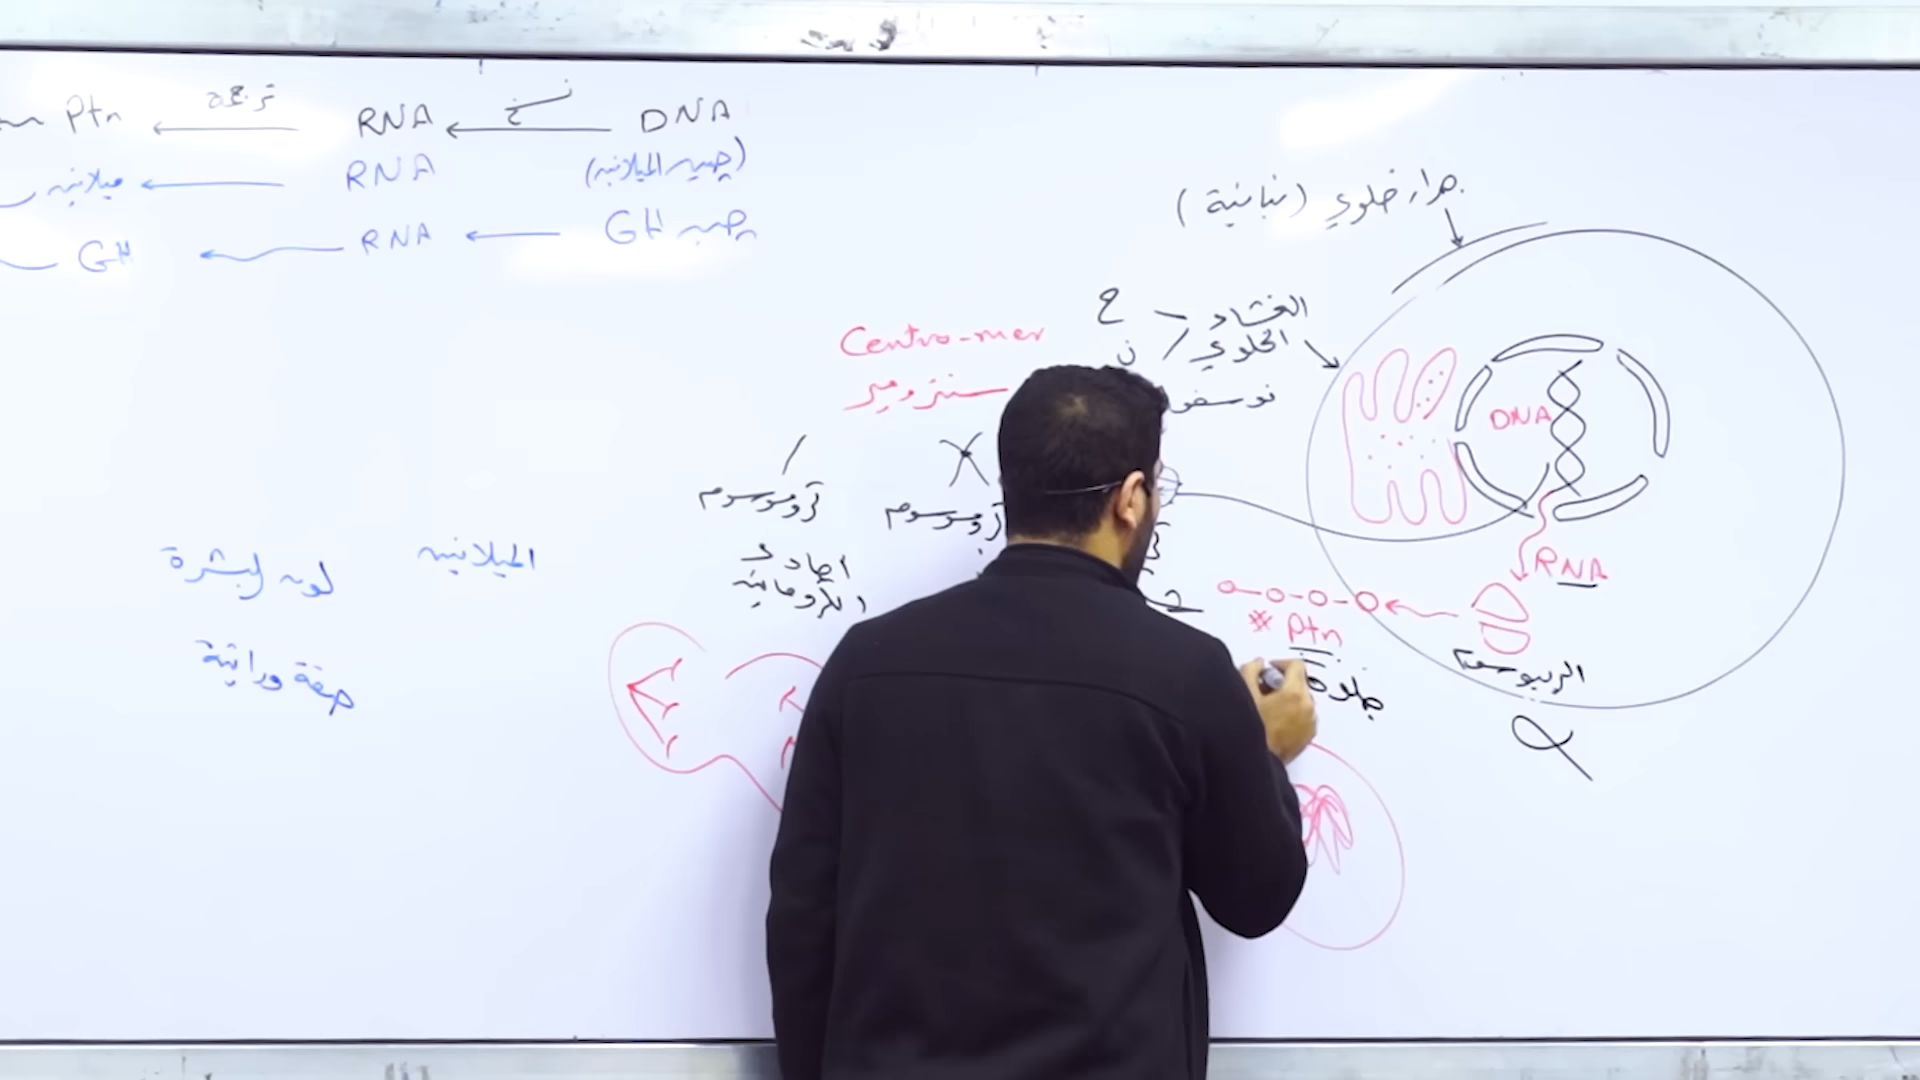 DNA نسخ RNA ترجمة Ptn
(جين الميلانين) RNA ميلانين
جين GH RNA GH
جدار خلوي (نباتية)
الغشاء
الخلوي
ح
ن
Centro-mer
سنترومير
DNA
RNA
كروموسوم
كروموسوم
احادي
الكروماتيد
* Ptn
الريبوسوم
الميلانين
لون البشرة
صفة وراثية